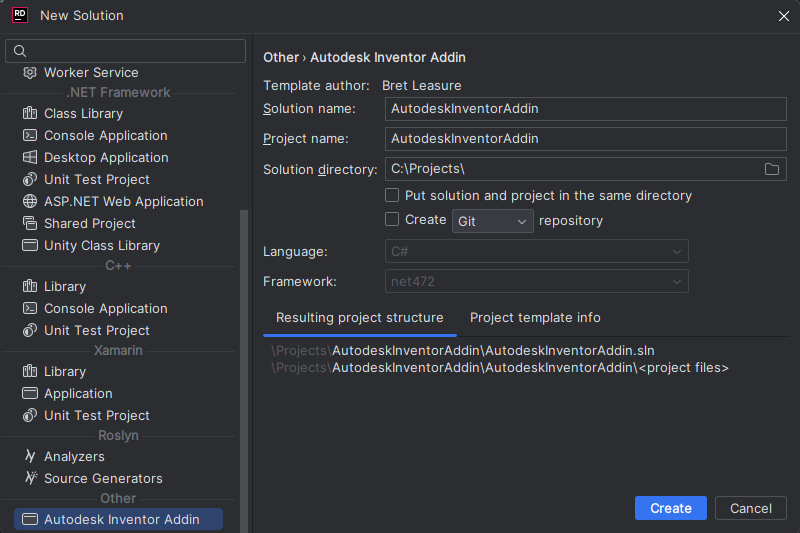 RD New Solution
Worker Service
.NET Framework
Class Library
Console Application
Desktop Application
Unit Test Project
ASP.NET Web Application
Shared Project
Unity Class Library
C++
Library
Console Application
Unit Test Project
Xamarin
Library
Application
Unit Test Project
Roslyn
Analyzers
Source Generators
Other
Autodesk Inventor Addin
Other › Autodesk Inventor Addin
Template author: Bret Leasure
Solution name: AutodeskInventorAddin
Project name: AutodeskInventorAddin
Solution directory: C:\Projects\
Put solution and project in the same directory
Create Git repository
Language: C#
Framework: net472
Resulting project structure Project template info
\Projects\AutodeskInventorAddin\AutodeskInventorAddin.sln
\Projects\AutodeskInventorAddin\AutodeskInventorAddin\<project files>
Create Cancel